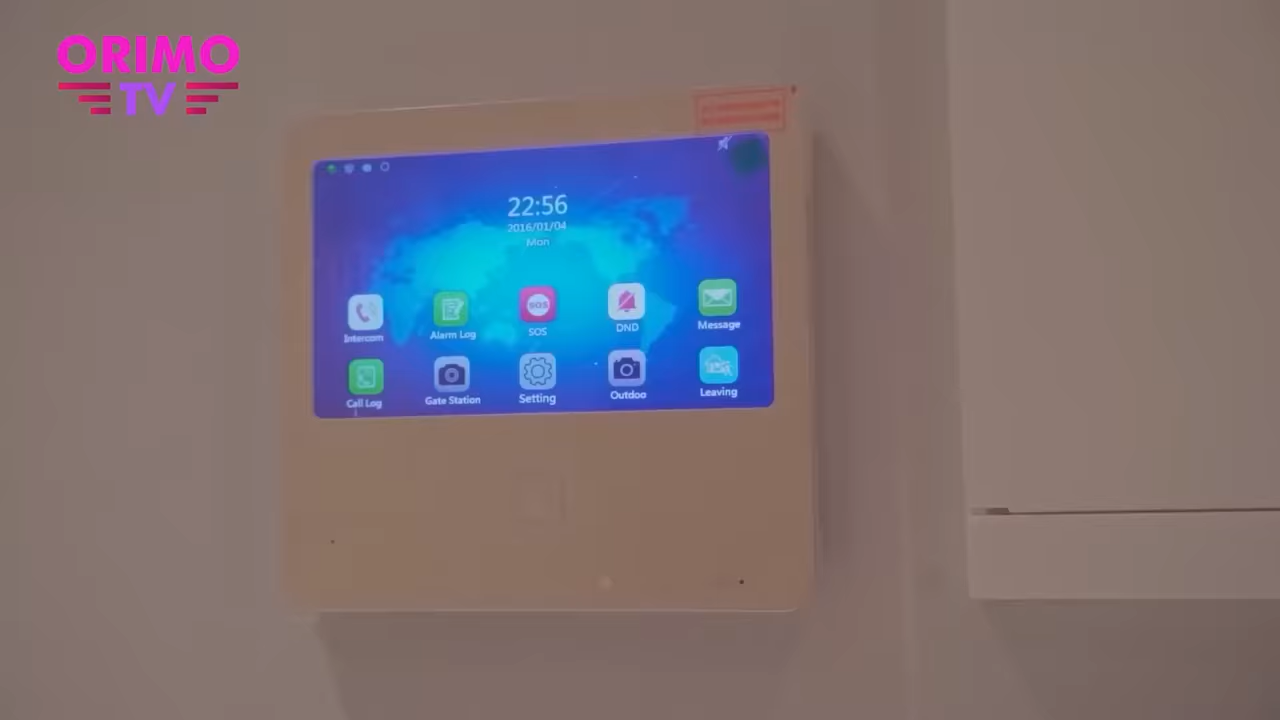 ORIMO
TV
22:56
2016/01/04
Mon
Intercom
Alarm Log
SOS
SOS
DND
Message
Call Log
Gate Station
Setting
Outdoo
Leaving